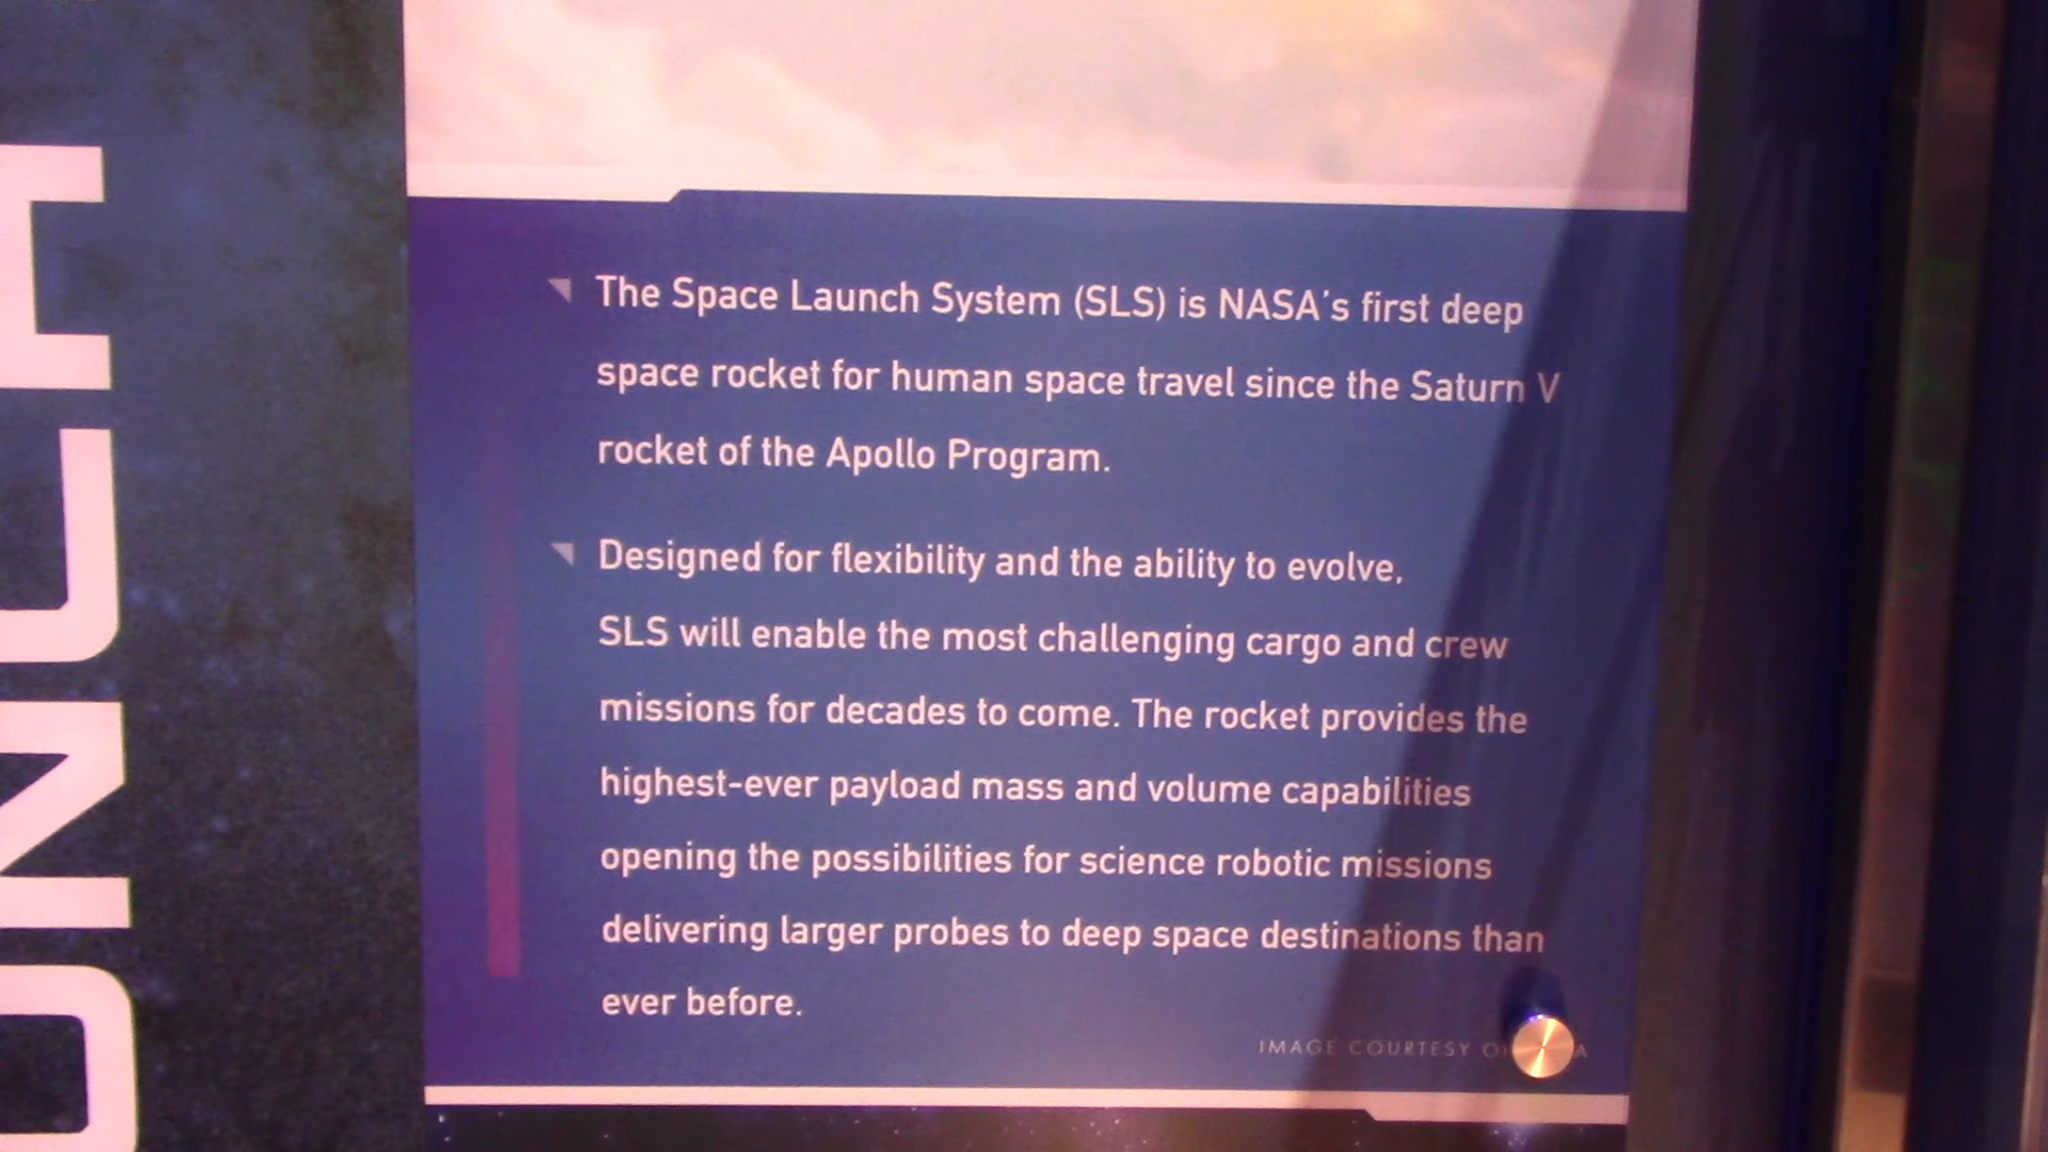 The Space Launch System (SLS) is NASA's first deep
space rocket for human space travel since the Saturn V
rocket of the Apollo Program.
Designed for flexibility and the ability to evolve,
SLS will enable the most challenging cargo and crew
missions for decades to come. The rocket provides the
highest-ever payload mass and volume capabilities
opening the possibilities for science robotic missions
delivering larger probes to deep space destinations than
ever before.
IMAGE COURTESY